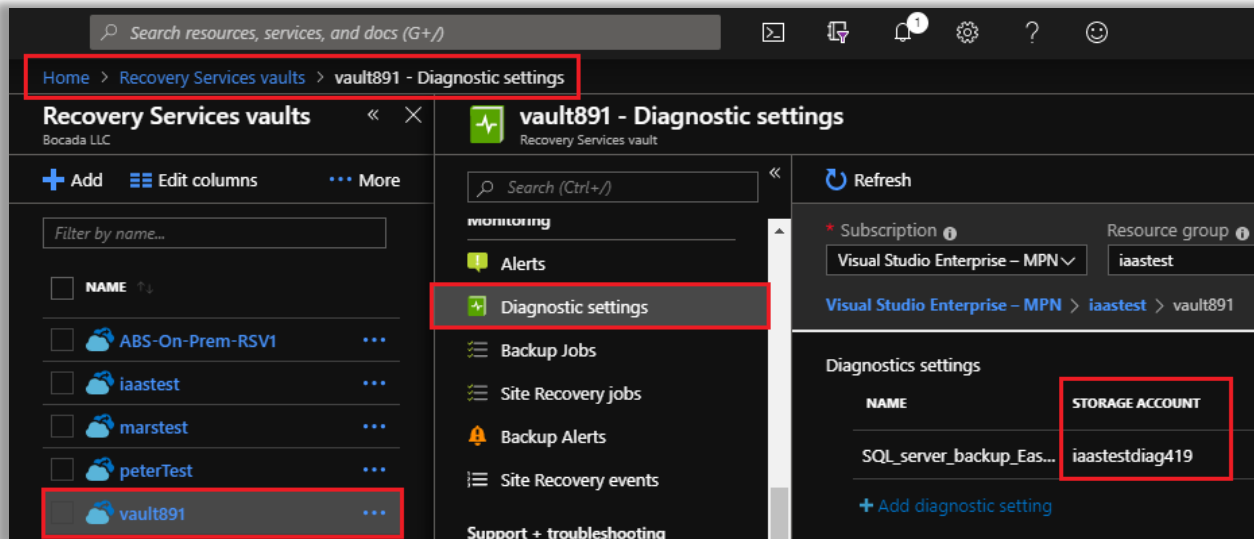 Search resources, services, and docs (G+/)
1
Home > Recovery Services vaults > vault891 - Diagnostic settings
Recovery Services vaults
Bocada LLC
Add Edit columns ••• More
Filter by name...
NAME
ABS-On-Prem-RSV1
iaastest
marstest
peterTest
vault891
vault891 - Diagnostic settings
Recovery Services vault
Search (Ctrl+/)
Monitoring
Alerts
Diagnostic settings
Backup Jobs
Site Recovery jobs
Backup Alerts
Site Recovery events
Support + troubleshooting
Refresh
* Subscription Resource group
Visual Studio Enterprise – MPN iaastest
Visual Studio Enterprise – MPN > iaastest > vault891
Diagnostics settings
NAME STORAGE ACCOUNT
SQL_server_backup_Eas... iaastestdiag419
+ Add diagnostic setting